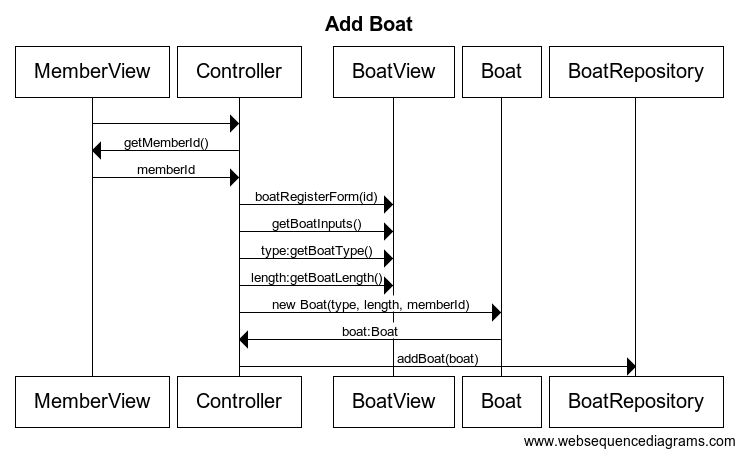 Add Boat
MemberView Controller BoatView Boat BoatRepository
getMemberId()
memberId
boatRegisterForm(id)
getBoatInputs()
type:getBoatType()
length:getBoatLength()
new Boat(type, length, memberId)
boat:Boat
addBoat(boat)
MemberView Controller BoatView Boat BoatRepository
www.websequencediagrams.com